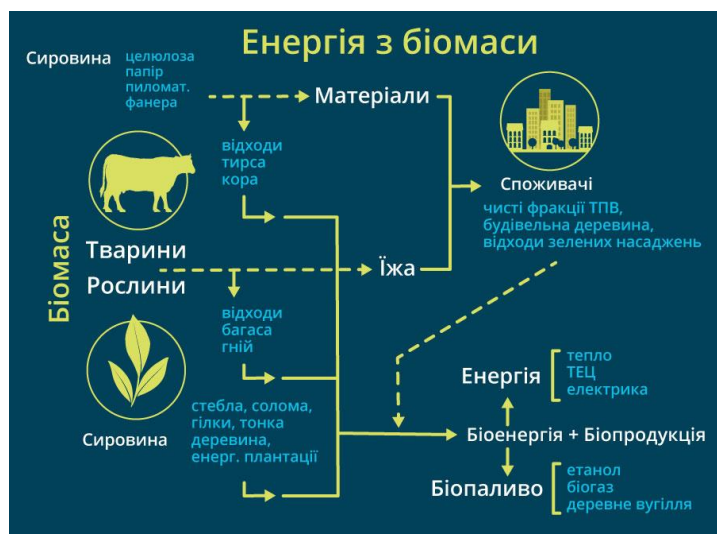 Енергія з біомаси
Сировина
целюлоза
папір
пиломат.
фанера
Матеріали
відходи
тирса
кора
Споживачі
чисті фракції ТПВ,
будівельна деревина,
відходи зелених насаджень
Біомаса
Тварини
Рослини
Їжа
відходи
багаса
гній
Сировина
стебла, солома,
гілки, тонка
деревина,
енерг. плантації
Енергія
тепло
ТЕЦ
електрика
Біоенергія + Біопродукція
Біопаливо
етанол
біогаз
деревне вугілля